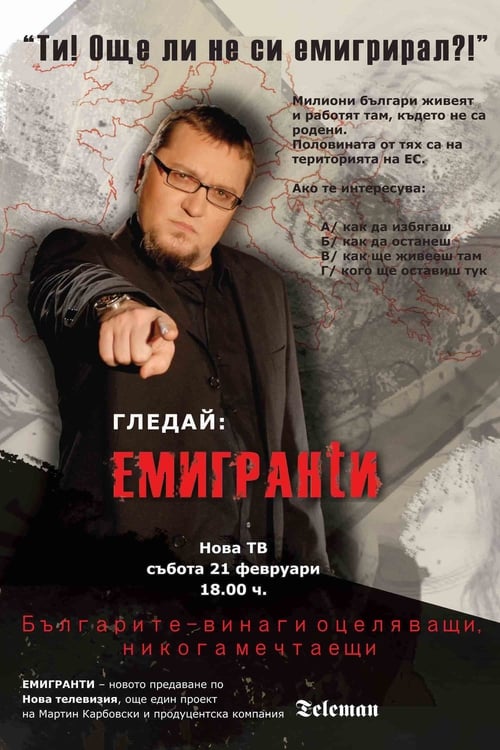 “Ти! Още ли не си емигрирал?!”
Милиони българи живеят
и работят там, където не са
родени.
Половината от тях са на
територията на ЕС.
Ако те интересува:
А/ как да избягаш
Б/ как да останеш
В/ как ще живееш там
Г/ кого ще оставиш тук
ГЛЕДАЙ:
ЕМИГРАНtИ
Нова ТВ
събота 21 февруари
18.00 ч.
Българите–винаги оцеляващи,
никога мечтаещи
ЕМИГРАНТИ – новото предаване по
Нова телевизия, още един проект
на Мартин Карбовски и продуцентска компания Teleman